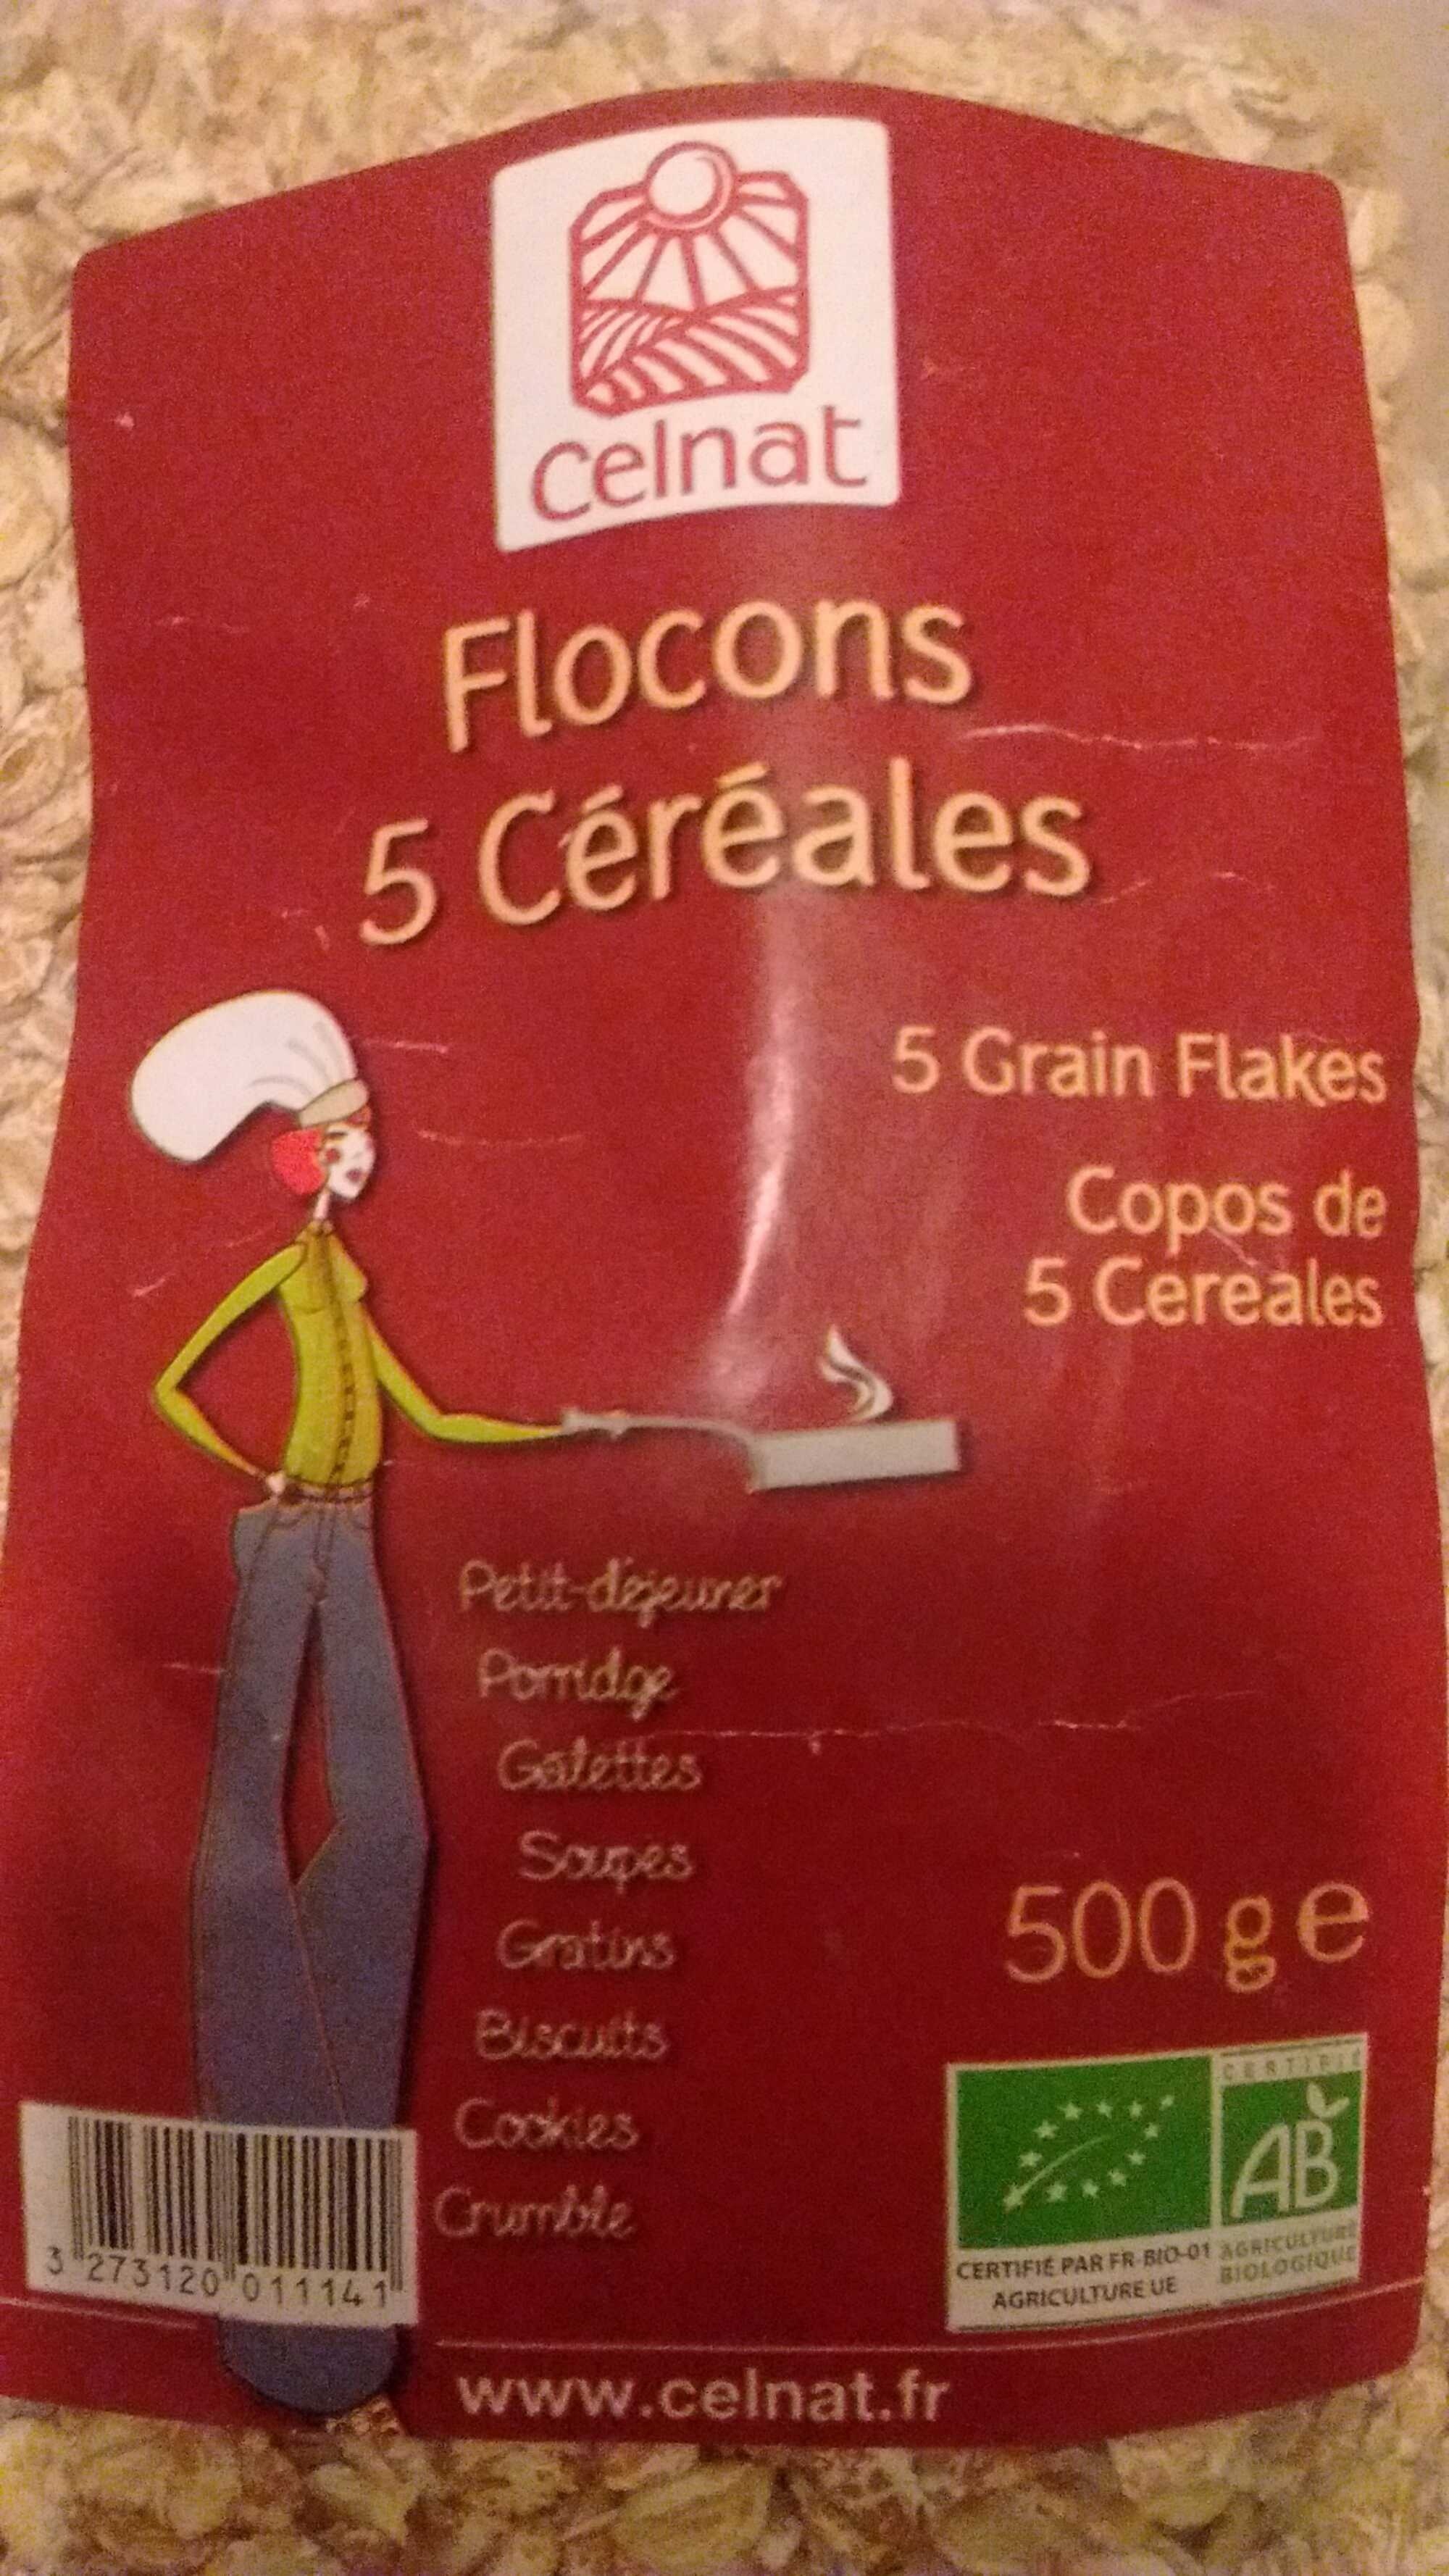 celnat
Flocons
5 Céréales
5 Grain Flakes
Copos de
5 Cereales
Petit-déjeuner
Porridge
Galettes
Soupes
Gratins
Biscuits
Cookies
Crumble
500 g e
CERTIFIÉ
AB
CERTIFIÉ PAR FR-BIO-01
AGRICULTURE UE
AGRICULTURE
BIOLOGIQUE
3 273120 011141
www.celnat.fr